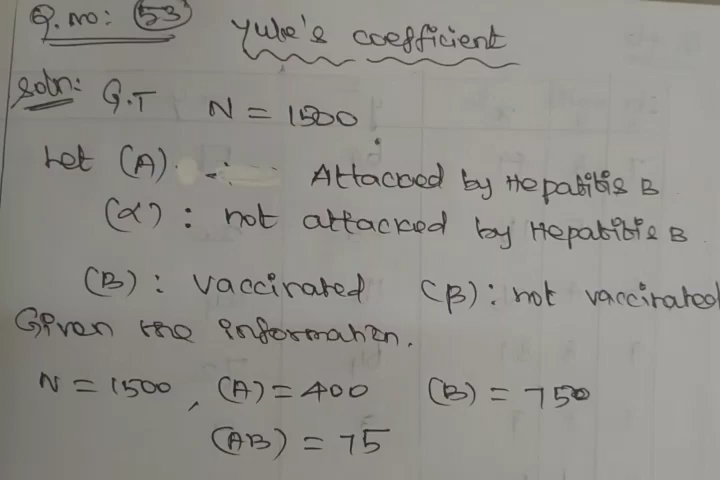 Q.no: 53 Yule's coefficient
Soln: G.T N = 1500
Let (A) : Attacked by Hepatitis B
(α) : not attacked by Hepatitis B
(B) : vaccinated (β) : not vaccinated
Given the information.
N = 1500, (A) = 400 (B) = 750
(AB) = 75